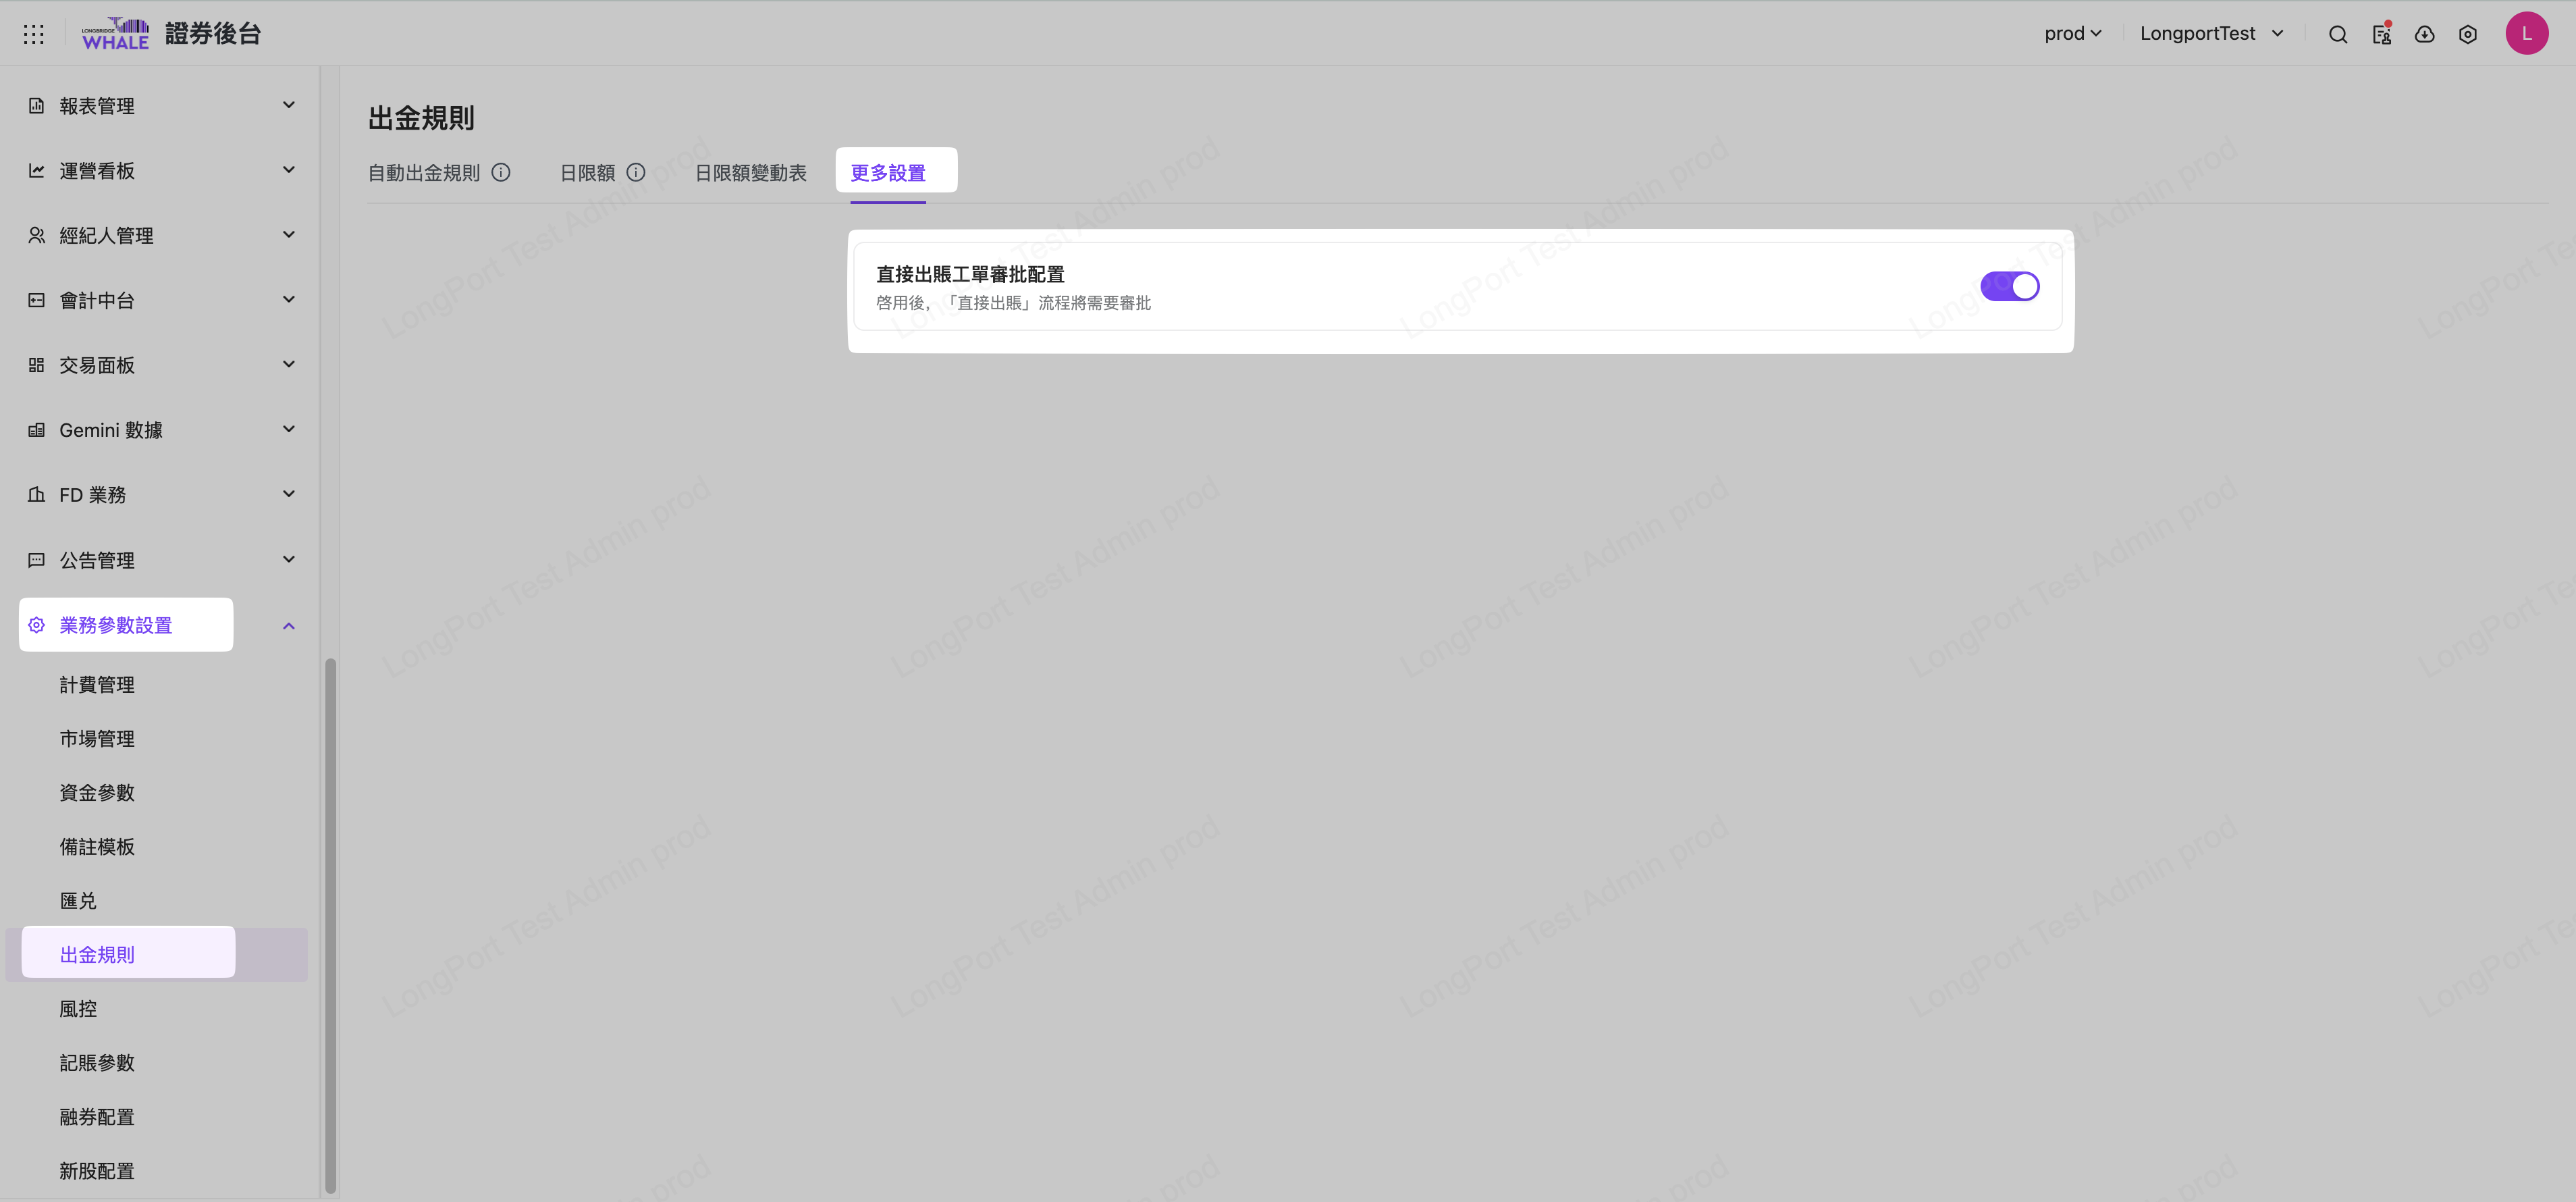 LONGBRIDGE
WHALE
證券後台
prod
LongportTest
L
報表管理
運營看板
經紀人管理
會計中台
交易面板
Gemini 數據
FD 業務
公告管理
業務參數設置
計費管理
市場管理
資金參數
備註模板
匯兑
出金規則
風控
記賬參數
融券配置
新股配置
出金規則
自動出金規則
日限額
日限額變動表
更多設置
直接出賬工單審批配置
啓用後，「直接出賬」流程將需要審批
LongPort Test Admin prod